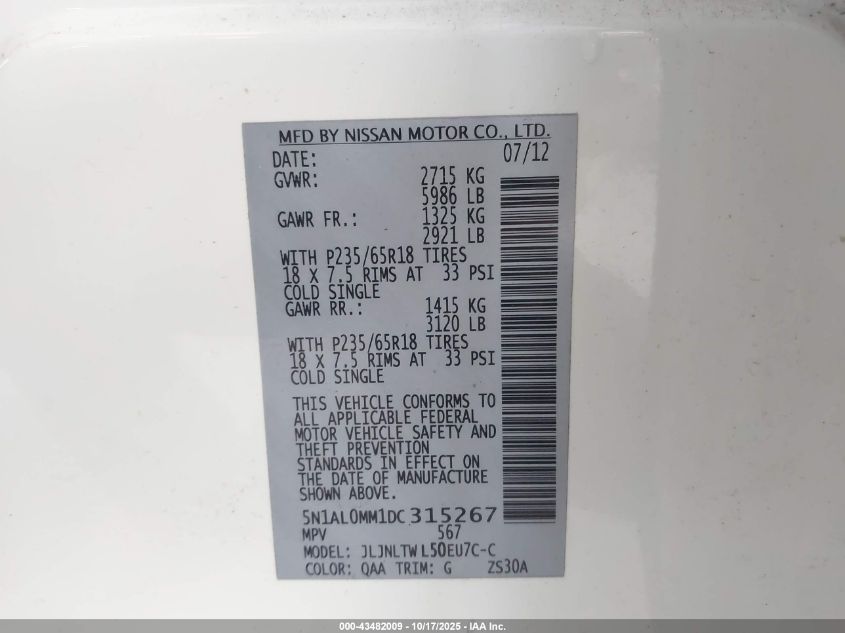 MFD BY NISSAN MOTOR CO., LTD.
DATE: 07/12
GVWR: 2715 KG
5986 LB
GAWR FR.: 1325 KG
2921 LB
WITH P235/65R18 TIRES
18 X 7.5 RIMS AT 33 PSI
COLD SINGLE
GAWR RR.: 1415 KG
3120 LB
WITH P235/65R18 TIRES
18 X 7.5 RIMS AT 33 PSI
COLD SINGLE
THIS VEHICLE CONFORMS TO
ALL APPLICABLE FEDERAL
MOTOR VEHICLE SAFETY AND
THEFT PREVENTION
STANDARDS IN EFFECT ON
THE DATE OF MANUFACTURE
SHOWN ABOVE.
5N1AL0MM1DC315267
MPV 567
MODEL: JLJNLTWL50EU7C-C
COLOR: QAA TRIM: G ZS30A
000-43482009 - 10/17/2025 - IAA Inc.